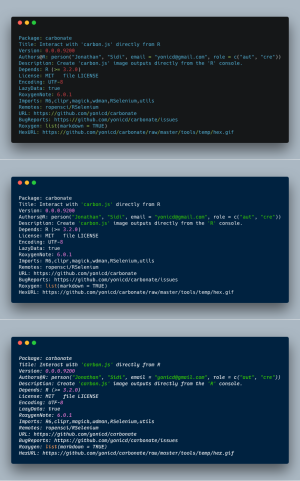 Package: carbonate
Title: Interact with 'carbon.js' directly from R
Version: 0.0.0.9200
Authors@R: person("Jonathan", "Sidi", email = "yonicd@gmail.com", role = c("aut", "cre"))
Description: Create 'carbon.js' image outputs directly from the 'R' console.
Depends: R (>= 3.2.0)
License: MIT file LICENSE
Encoding: UTF-8
LazyData: true
RoxygenNote: 6.0.1
Imports: R6,clipr,magick,wdman,RSelenium,utils
Remotes: ropensci/RSelenium
URL: https://github.com/yonicd/carbonate
BugReports: https://github.com/yonicd/carbonate/issues
Roxygen: list(markdown = TRUE)
HexURL: https://github.com/yonicd/carbonate/raw/master/tools/temp/hex.gif
Package: carbonate
Title: Interact with 'carbon.js' directly from R
Version: 0.0.0.9200
Authors@R: person("Jonathan", "Sidi", email = "yonicd@gmail.com", role = c("aut", "cre"))
Description: Create 'carbon.js' image outputs directly from the 'R' console.
Depends: R (>= 3.2.0)
License: MIT file LICENSE
Encoding: UTF-8
LazyData: true
RoxygenNote: 6.0.1
Imports: R6,clipr,magick,wdman,RSelenium,utils
Remotes: ropensci/RSelenium
URL: https://github.com/yonicd/carbonate
BugReports: https://github.com/yonicd/carbonate/issues
Roxygen: list(markdown = TRUE)
HexURL: https://github.com/yonicd/carbonate/raw/master/tools/temp/hex.gif
Package: carbonate
Title: Interact with 'carbon.js' directly from R
Version: 0.0.0.9200
Authors@R: person("Jonathan", "Sidi", email = "yonicd@gmail.com", role = c("aut", "cre"))
Description: Create 'carbon.js' image outputs directly from the 'R' console.
Depends: R (>= 3.2.0)
License: MIT file LICENSE
Encoding: UTF-8
LazyData: true
RoxygenNote: 6.0.1
Imports: R6,clipr,magick,wdman,RSelenium,utils
Remotes: ropensci/RSelenium
URL: https://github.com/yonicd/carbonate
BugReports: https://github.com/yonicd/carbonate/issues
Roxygen: list(markdown = TRUE)
HexURL: https://github.com/yonicd/carbonate/raw/master/tools/temp/hex.gif